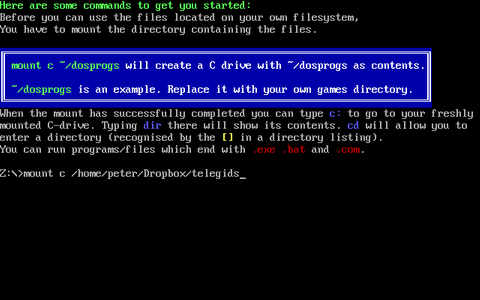 Here are some commands to get you started:
Before you can use the files located on your own filesystem,
You have to mount the directory containing the files.
mount c ~/dosprogs will create a C drive with ~/dosprogs as contents.
~/dosprogs is an example. Replace it with your own games directory.
When the mount has successfully completed you can type c: to go to your freshly
mounted C-drive. Typing dir there will show its contents. cd will allow you to
enter a directory (recognised by the [] in a directory listing).
You can run programs/files which end with .exe .bat and .com.
Z:\>mount c /home/peter/Dropbox/telegids_